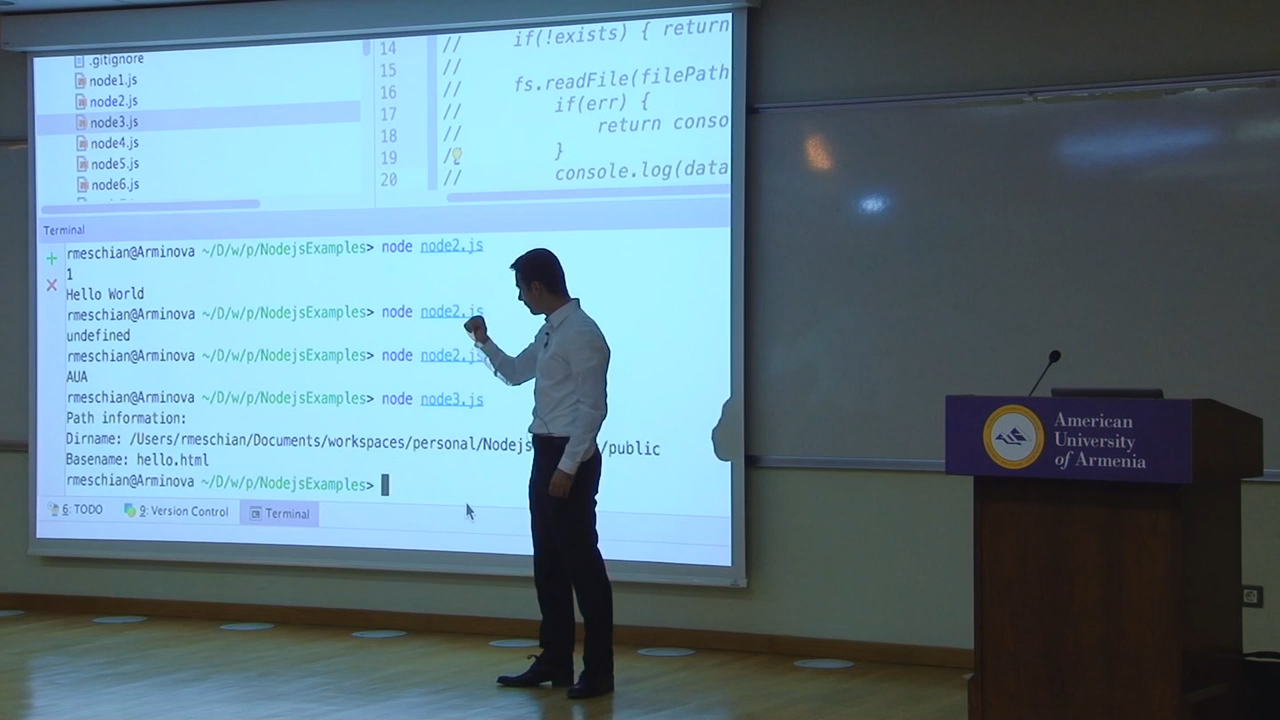 .gitignore
node1.js
node2.js
node3.js
node4.js
node5.js
node6.js
14 // if(!exists) { return
15 //
16 // fs.readFile(filePath
17 // if(err) {
18 // return conso
19 / }
20 // console.log(data
Terminal
rmeschian@Arminova ~/D/w/p/NodejsExamples> node node2.js
1
Hello World
rmeschian@Arminova ~/D/w/p/NodejsExamples> node node2.js
undefined
rmeschian@Arminova ~/D/w/p/NodejsExamples> node node2.js
AUA
rmeschian@Arminova ~/D/w/p/NodejsExamples> node node3.js
Path information:
Dirname: /Users/rmeschian/Documents/workspaces/personal/Nodejs /public
Basename: hello.html
rmeschian@Arminova ~/D/w/p/NodejsExamples>
6: TODO 9: Version Control Terminal
American
University
of Armenia